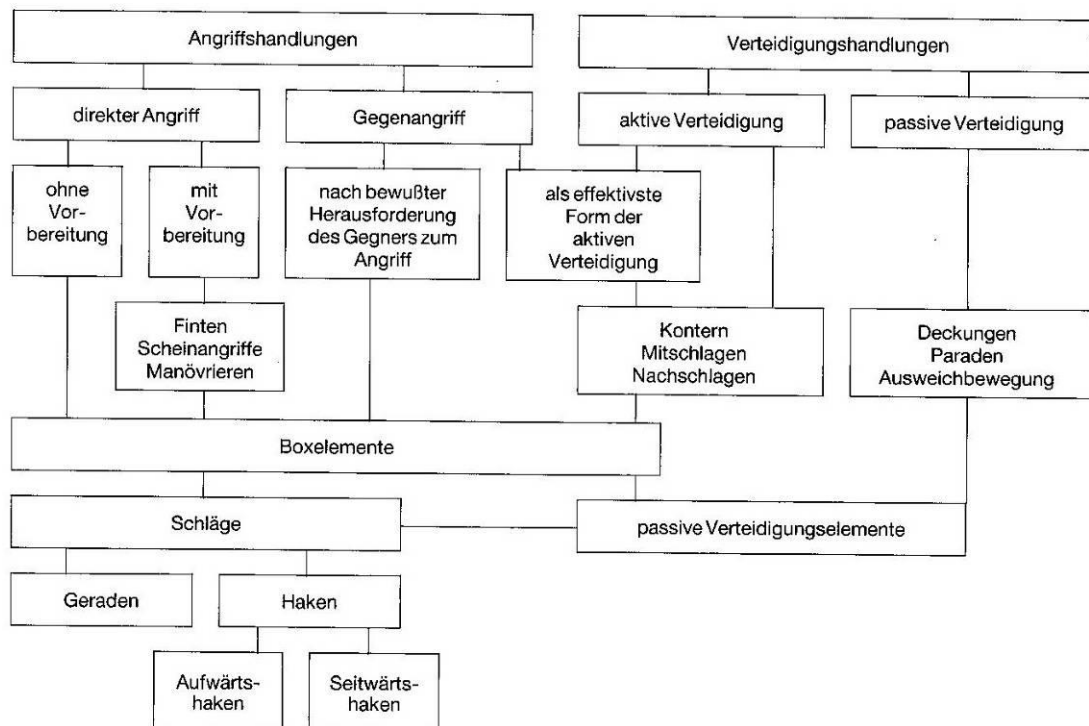 Angriffshandlungen
Verteidigungshandlungen
direkter Angriff
Gegenangriff
aktive Verteidigung
passive Verteidigung
ohne
Vor-
bereitung
mit
Vor-
bereitung
nach bewußter
Herausforderung
des Gegners zum
Angriff
als effektivste
Form der
aktiven
Verteidigung
Finten
Scheinangriffe
Manövrieren
Kontern
Mitschlagen
Nachschlagen
Deckungen
Paraden
Ausweichbewegung
Boxelemente
Schläge
passive Verteidigungselemente
Geraden
Haken
Aufwärts-
haken
Seitwärts-
haken